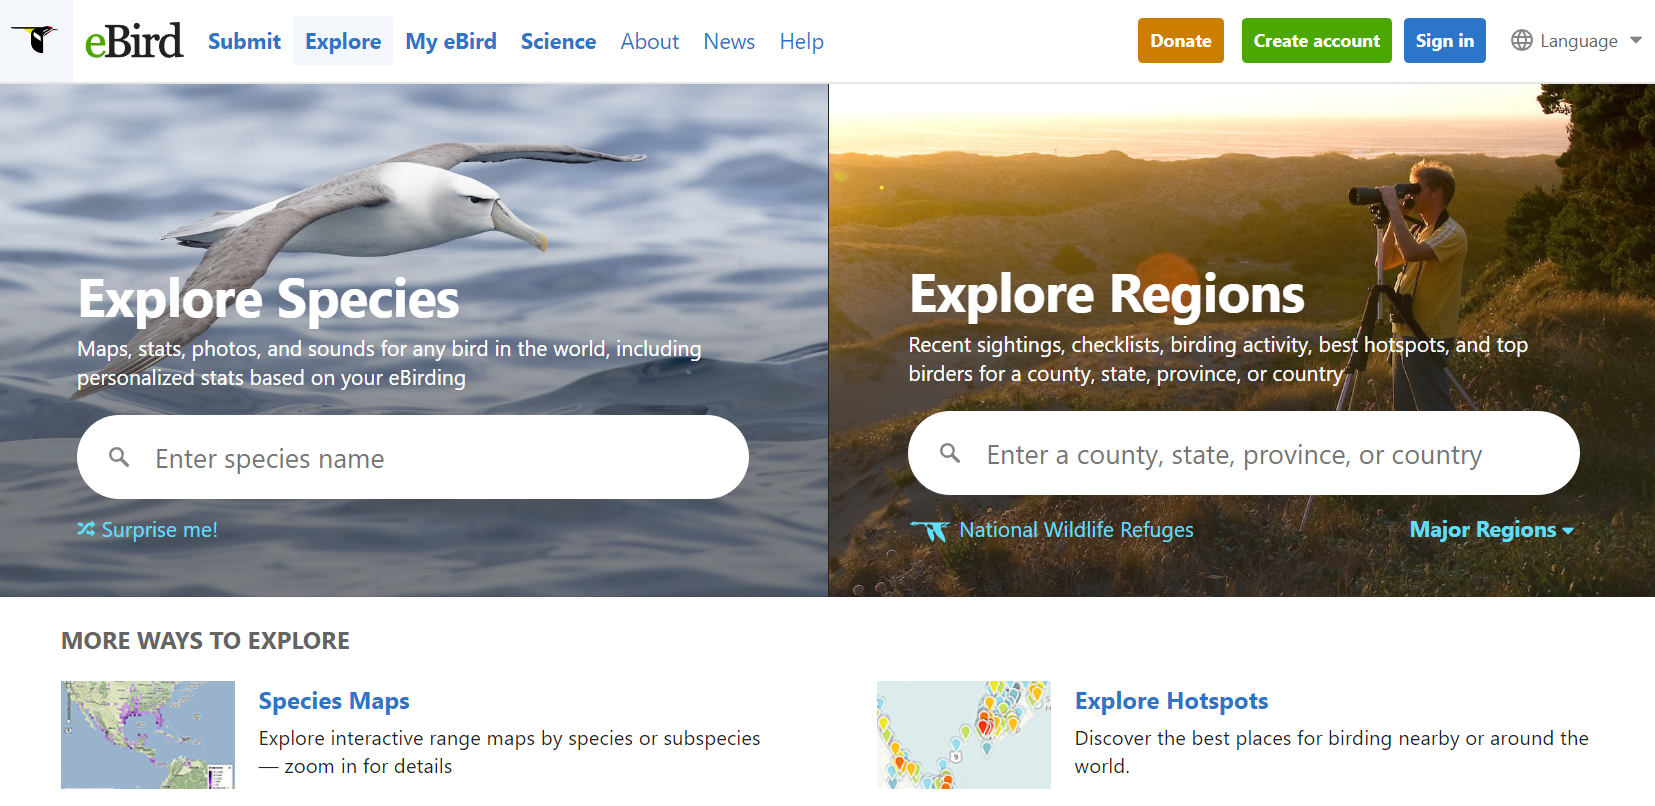 eBird Submit Explore My eBird Science About News Help Donate Create account Sign in Language
Explore Species
Maps, stats, photos, and sounds for any bird in the world, including
personalized stats based on your eBirding
Enter species name
Surprise me!
Explore Regions
Recent sightings, checklists, birding activity, best hotspots, and top
birders for a county, state, province, or country
Enter a county, state, province, or country
National Wildlife Refuges
Major Regions
MORE WAYS TO EXPLORE
Species Maps
Explore interactive range maps by species or subspecies
— zoom in for details
Explore Hotspots
Discover the best places for birding nearby or around the
world.